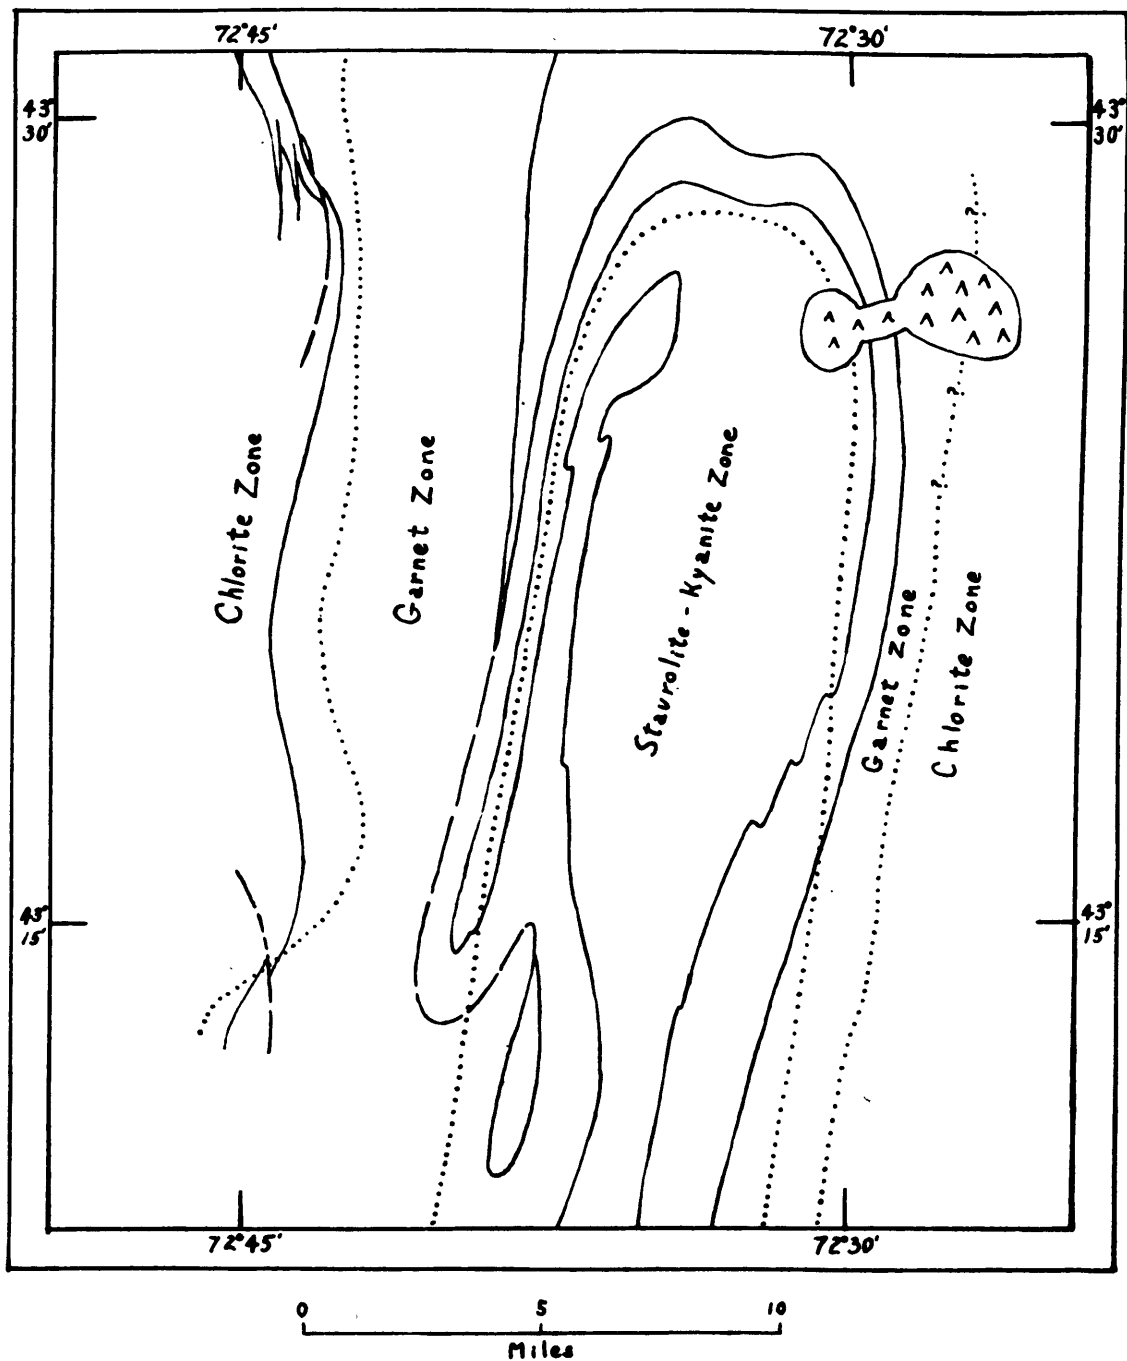 72°45'
72°30'
43°
30'
43°
30'
?
?
?
Chlorite Zone
Garnet Zone
Staurolite - Kyanite Zone
Garnet Zone
Chlorite Zone
43°
15'
43°
15'
72°45'
72°30'
0 5 10
Miles